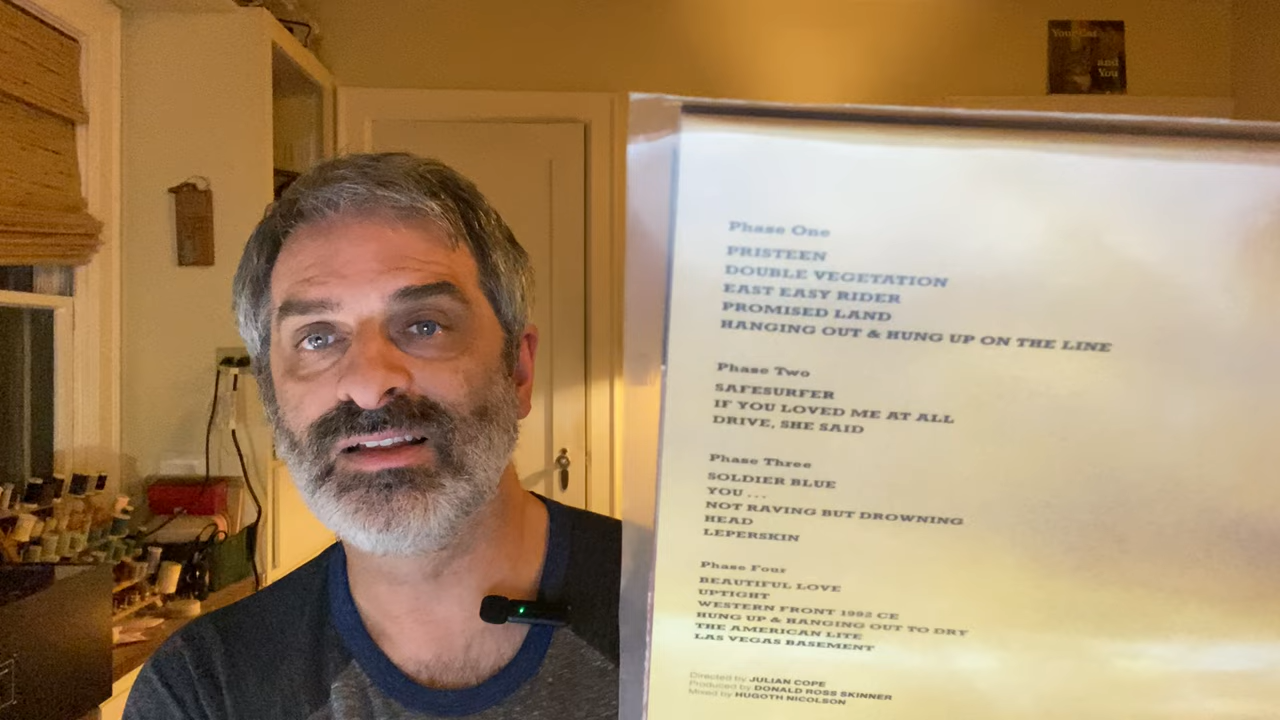 Your Cat
and
You
Phase One
PRISTEEN
DOUBLE VEGETATION
EAST EASY RIDER
PROMISED LAND
HANGING OUT & HUNG UP ON THE LINE
Phase Two
SAFESURFER
IF YOU LOVED ME AT ALL
DRIVE, SHE SAID
Phase Three
SOLDIER BLUE
YOU . . .
NOT RAVING BUT DROWNING
HEAD
LEPERSKIN
Phase Four
BEAUTIFUL LOVE
UPTIGHT
WESTERN FRONT 1992 CE
HUNG UP & HANGING OUT TO DRY
THE AMERICAN LITE
LAS VEGAS BASEMENT
Directed by JULIAN COPE
Produced by DONALD ROSS SKINNER
Mixed by HUGOTH NICOLSON